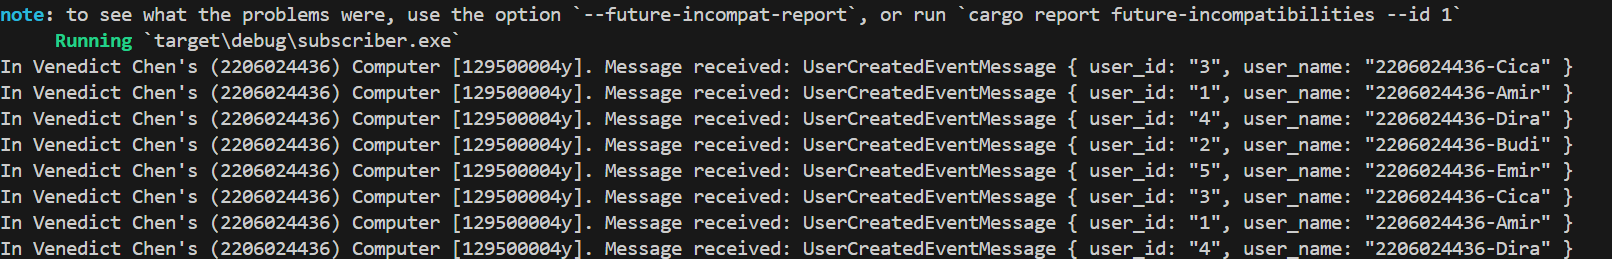 note: to see what the problems were, use the option `--future-incompat-report`, or run `cargo report future-incompatibilities --id 1`
Running `target\debug\subscriber.exe`
In Venedict Chen's (2206024436) Computer [129500004y]. Message received: UserCreatedEventMessage { user_id: "3", user_name: "2206024436-Cica" }
In Venedict Chen's (2206024436) Computer [129500004y]. Message received: UserCreatedEventMessage { user_id: "1", user_name: "2206024436-Amir" }
In Venedict Chen's (2206024436) Computer [129500004y]. Message received: UserCreatedEventMessage { user_id: "4", user_name: "2206024436-Dira" }
In Venedict Chen's (2206024436) Computer [129500004y]. Message received: UserCreatedEventMessage { user_id: "2", user_name: "2206024436-Budi" }
In Venedict Chen's (2206024436) Computer [129500004y]. Message received: UserCreatedEventMessage { user_id: "5", user_name: "2206024436-Emir" }
In Venedict Chen's (2206024436) Computer [129500004y]. Message received: UserCreatedEventMessage { user_id: "3", user_name: "2206024436-Cica" }
In Venedict Chen's (2206024436) Computer [129500004y]. Message received: UserCreatedEventMessage { user_id: "1", user_name: "2206024436-Amir" }
In Venedict Chen's (2206024436) Computer [129500004y]. Message received: UserCreatedEventMessage { user_id: "4", user_name: "2206024436-Dira" }